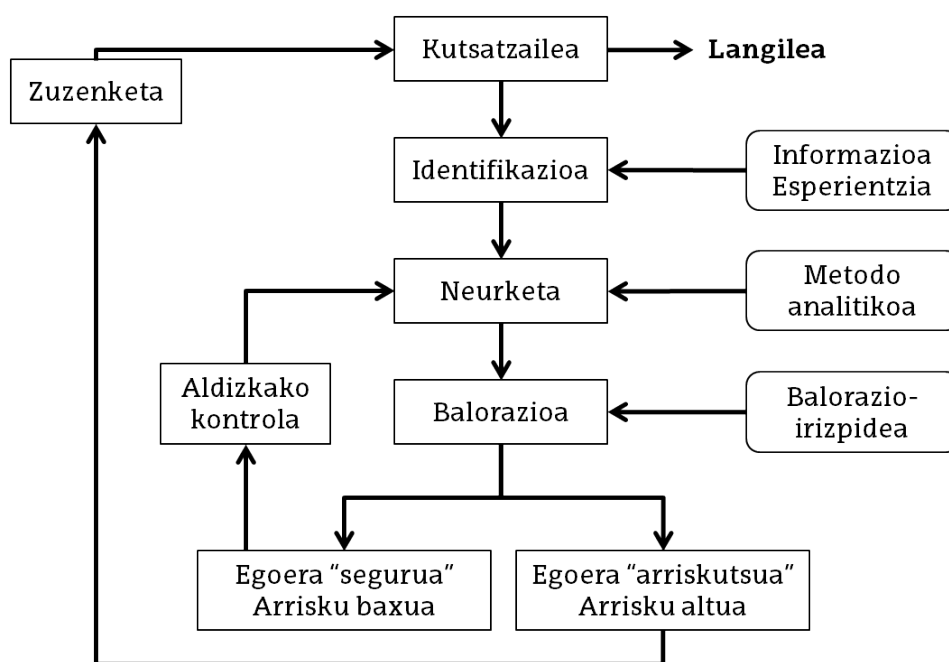 Kutsatzailea
Langilea
Zuzenketa
Identifikazioa
Informazioa
Esperientzia
Neurketa
Metodo
analitikoa
Aldizkako
kontrola
Balorazioa
Balorazio-
irizpidea
Egoera “segurua”
Arrisku baxua
Egoera “arriskutsua”
Arrisku altua